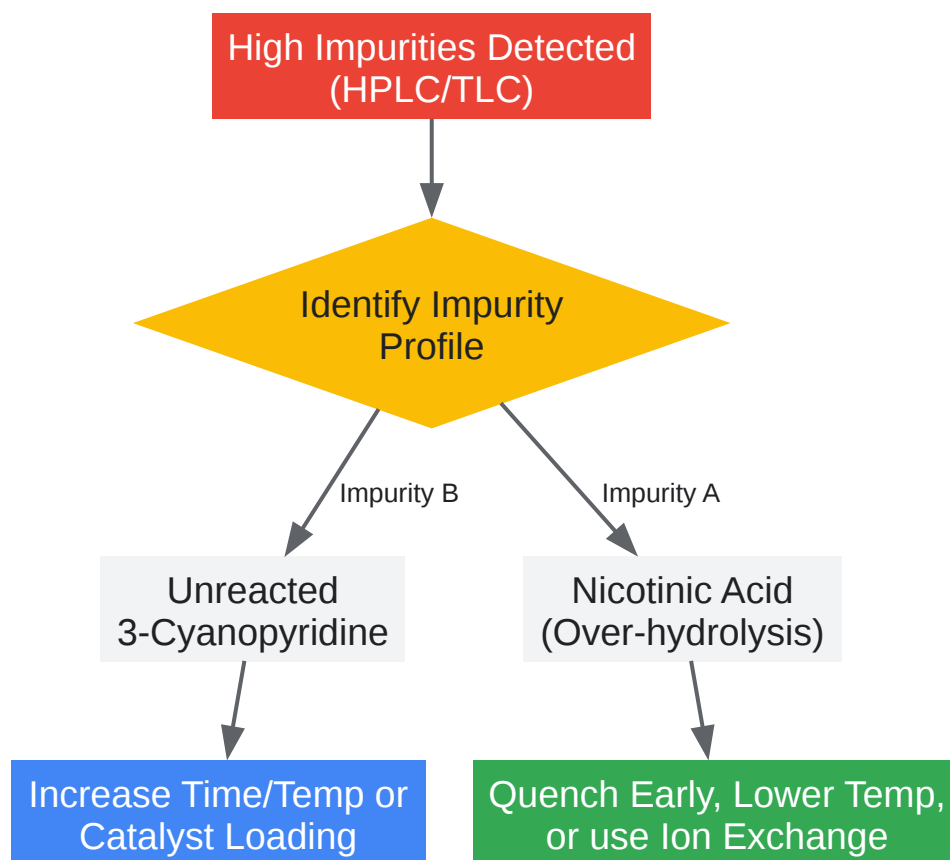 High Impurities Detected
(HPLC/TLC)
Identify Impurity
Profile
Impurity B
Impurity A
Unreacted
3-Cyanopyridine
Nicotinic Acid
(Over-hydrolysis)
Increase Time/Temp or
Catalyst Loading
Quench Early, Lower Temp,
or use Ion Exchange